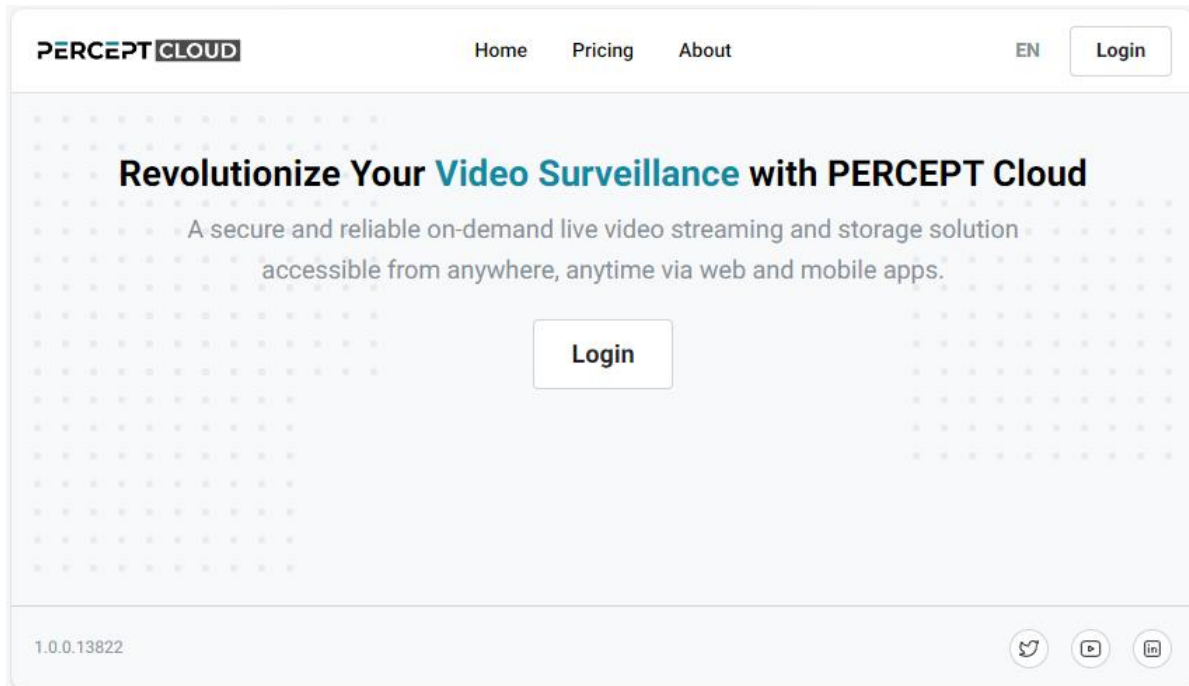 PERCEPT CLOUD
Home Pricing About EN Login
Revolutionize Your Video Surveillance with PERCEPT Cloud
A secure and reliable on-demand live video streaming and storage solution
accessible from anywhere, anytime via web and mobile apps.
Login
1.0.0.13822
in